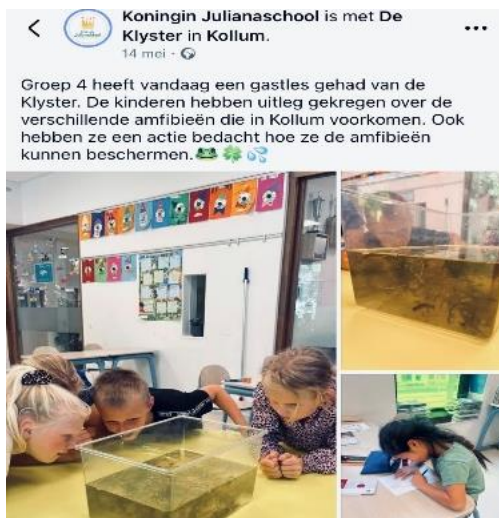 Koningin Julianaschool is met De
Klyster in Kollum.
14 mei ·
Groep 4 heeft vandaag een gastles gehad van de
Klyster. De kinderen hebben uitleg gekregen over de
verschillende amfibieën die in Kollum voorkomen. Ook
hebben ze een actie bedacht hoe ze de amfibieën
kunnen beschermen.🐸🍀💦